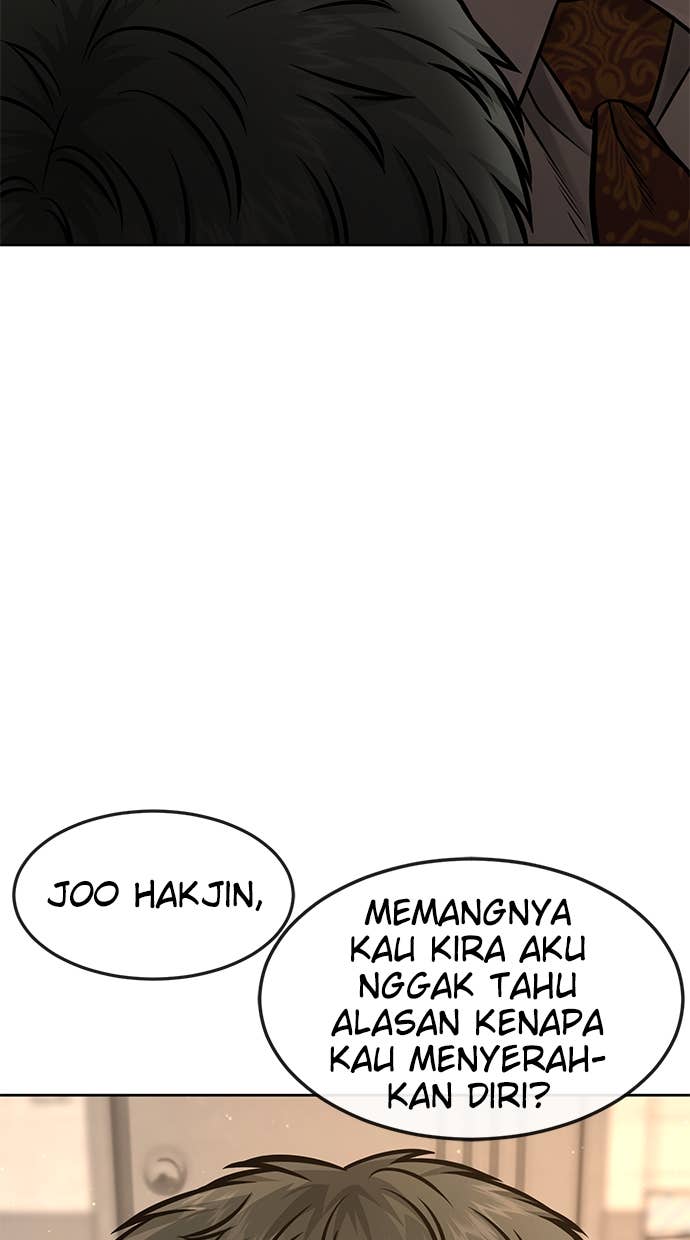 JOO HAKJIN,
MEMANGNYA
KAU KIRA AKU
NGGAK TAHU
ALASAN KENAPA
KAU MENYERAH-
KAN DIRI?